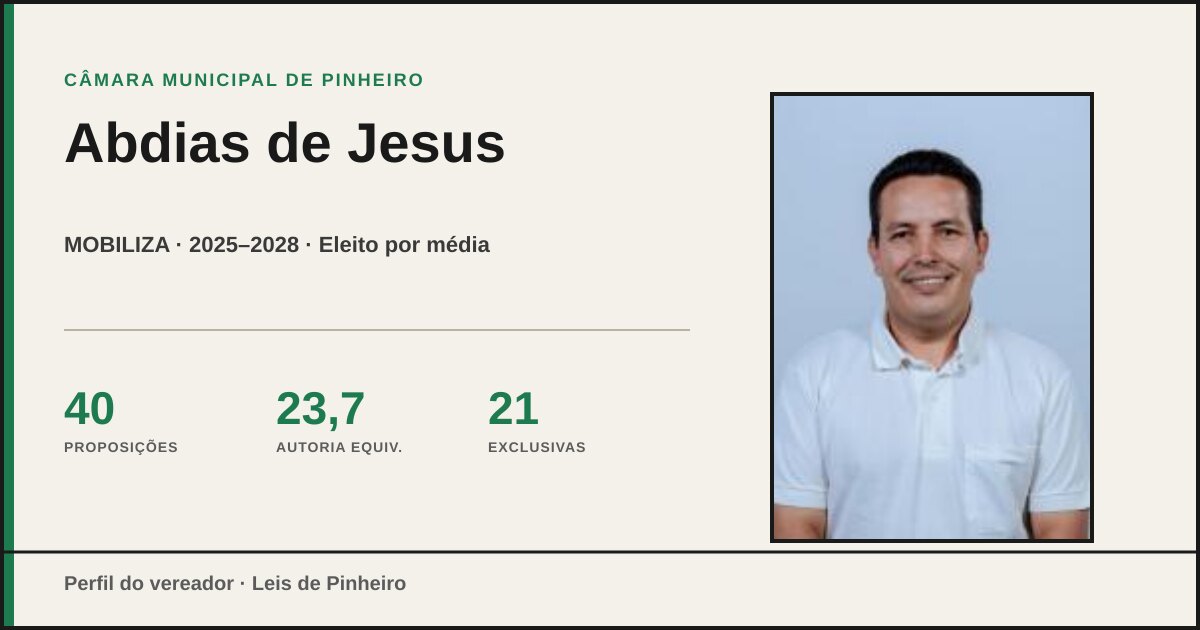 CÂMARA MUNICIPAL DE PINHEIRO
Abdias de Jesus
MOBILIZA · 2025–2028 · Eleito por média
40 23,7 21
PROPOSIÇÕES AUTORIA EQUIV. EXCLUSIVAS
Perfil do vereador · Leis de Pinheiro